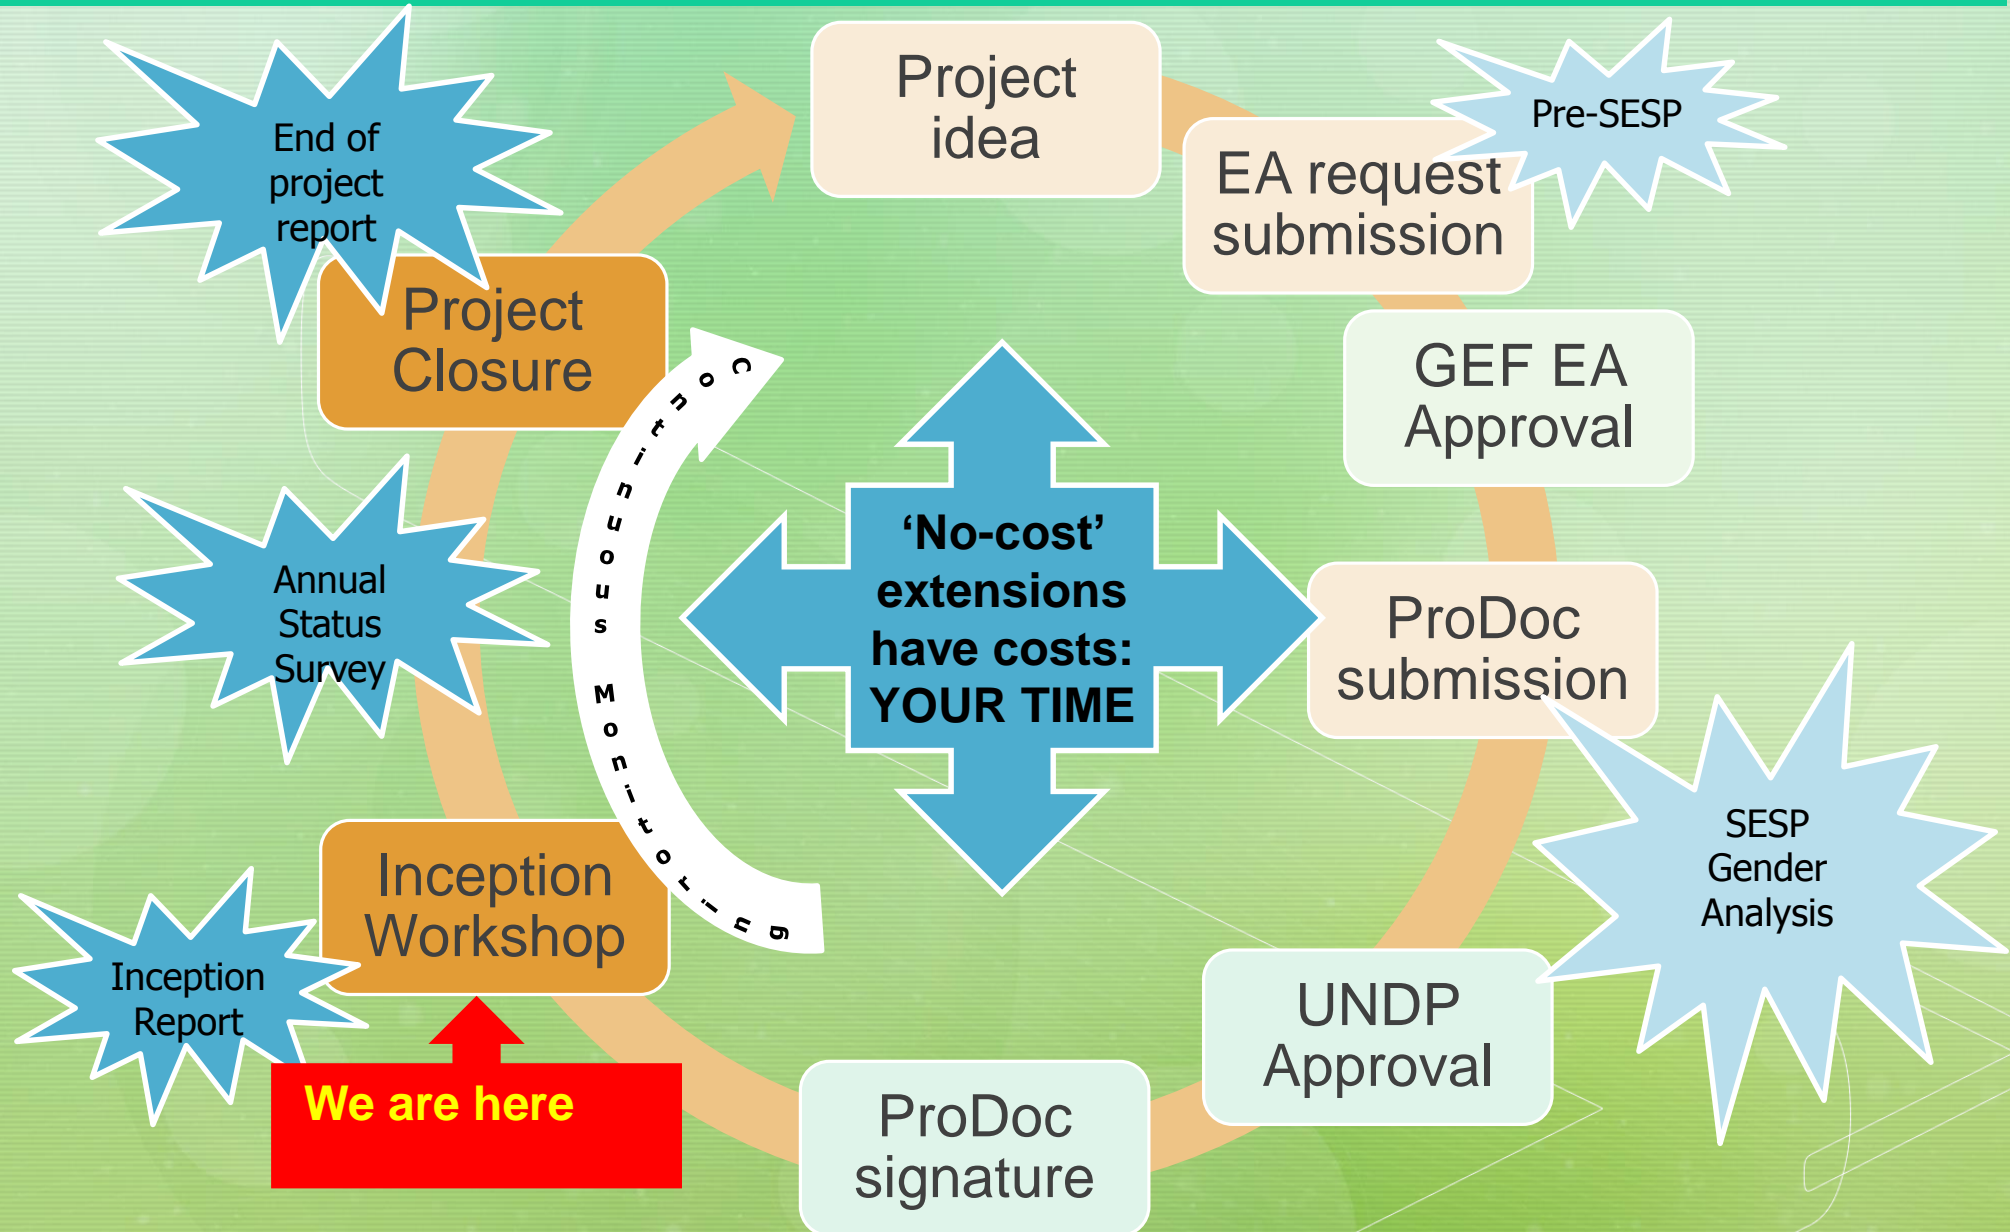 Project
idea
Pre-SESP
EA request
submission
GEF EA
Approval
ProDoc
submission
SESP
Gender
Analysis
UNDP
Approval
ProDoc
signature
We are here
Inception
Workshop
Inception
Report
Annual
Status
Survey
Project
Closure
End of
project
report
Continuous Monitoring
‘No-cost’
extensions
have costs:
YOUR TIME